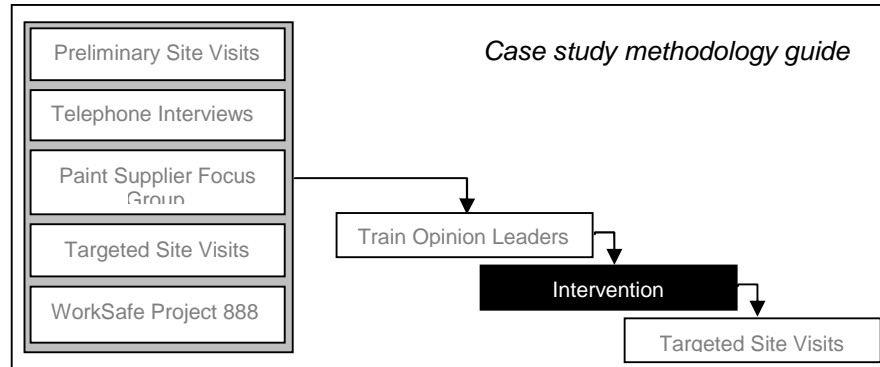 Preliminary Site Visits
Case study methodology guide
Telephone Interviews
Paint Supplier Focus
Group
Train Opinion Leaders
Targeted Site Visits
Intervention
WorkSafe Project 888
Targeted Site Visits